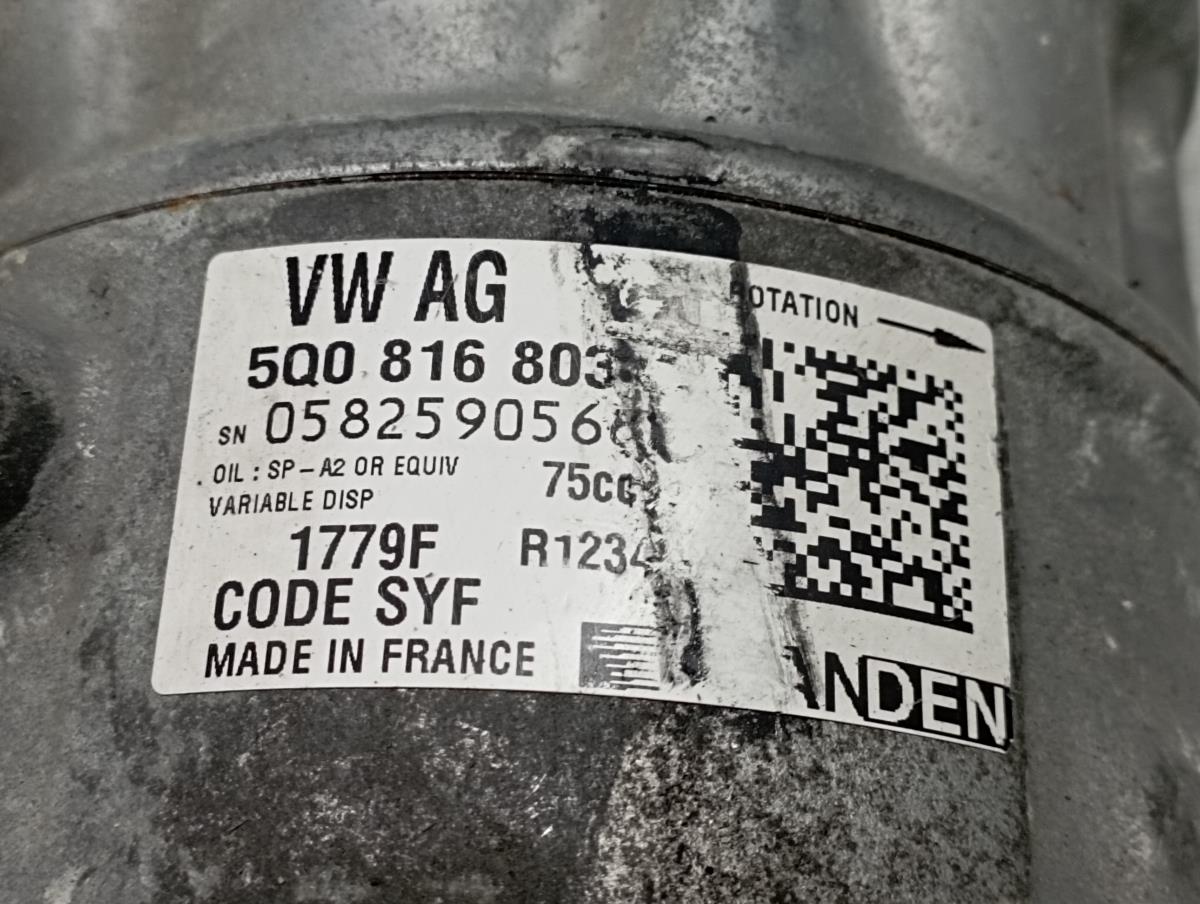 VW AG
ROTATION
5Q0 816 803
SN 058259056
OIL : SP-A2 OR EQUIV 75cc
VARIABLE DISP
1779F R1234
CODE SYF
MADE IN FRANCE
ANDEN